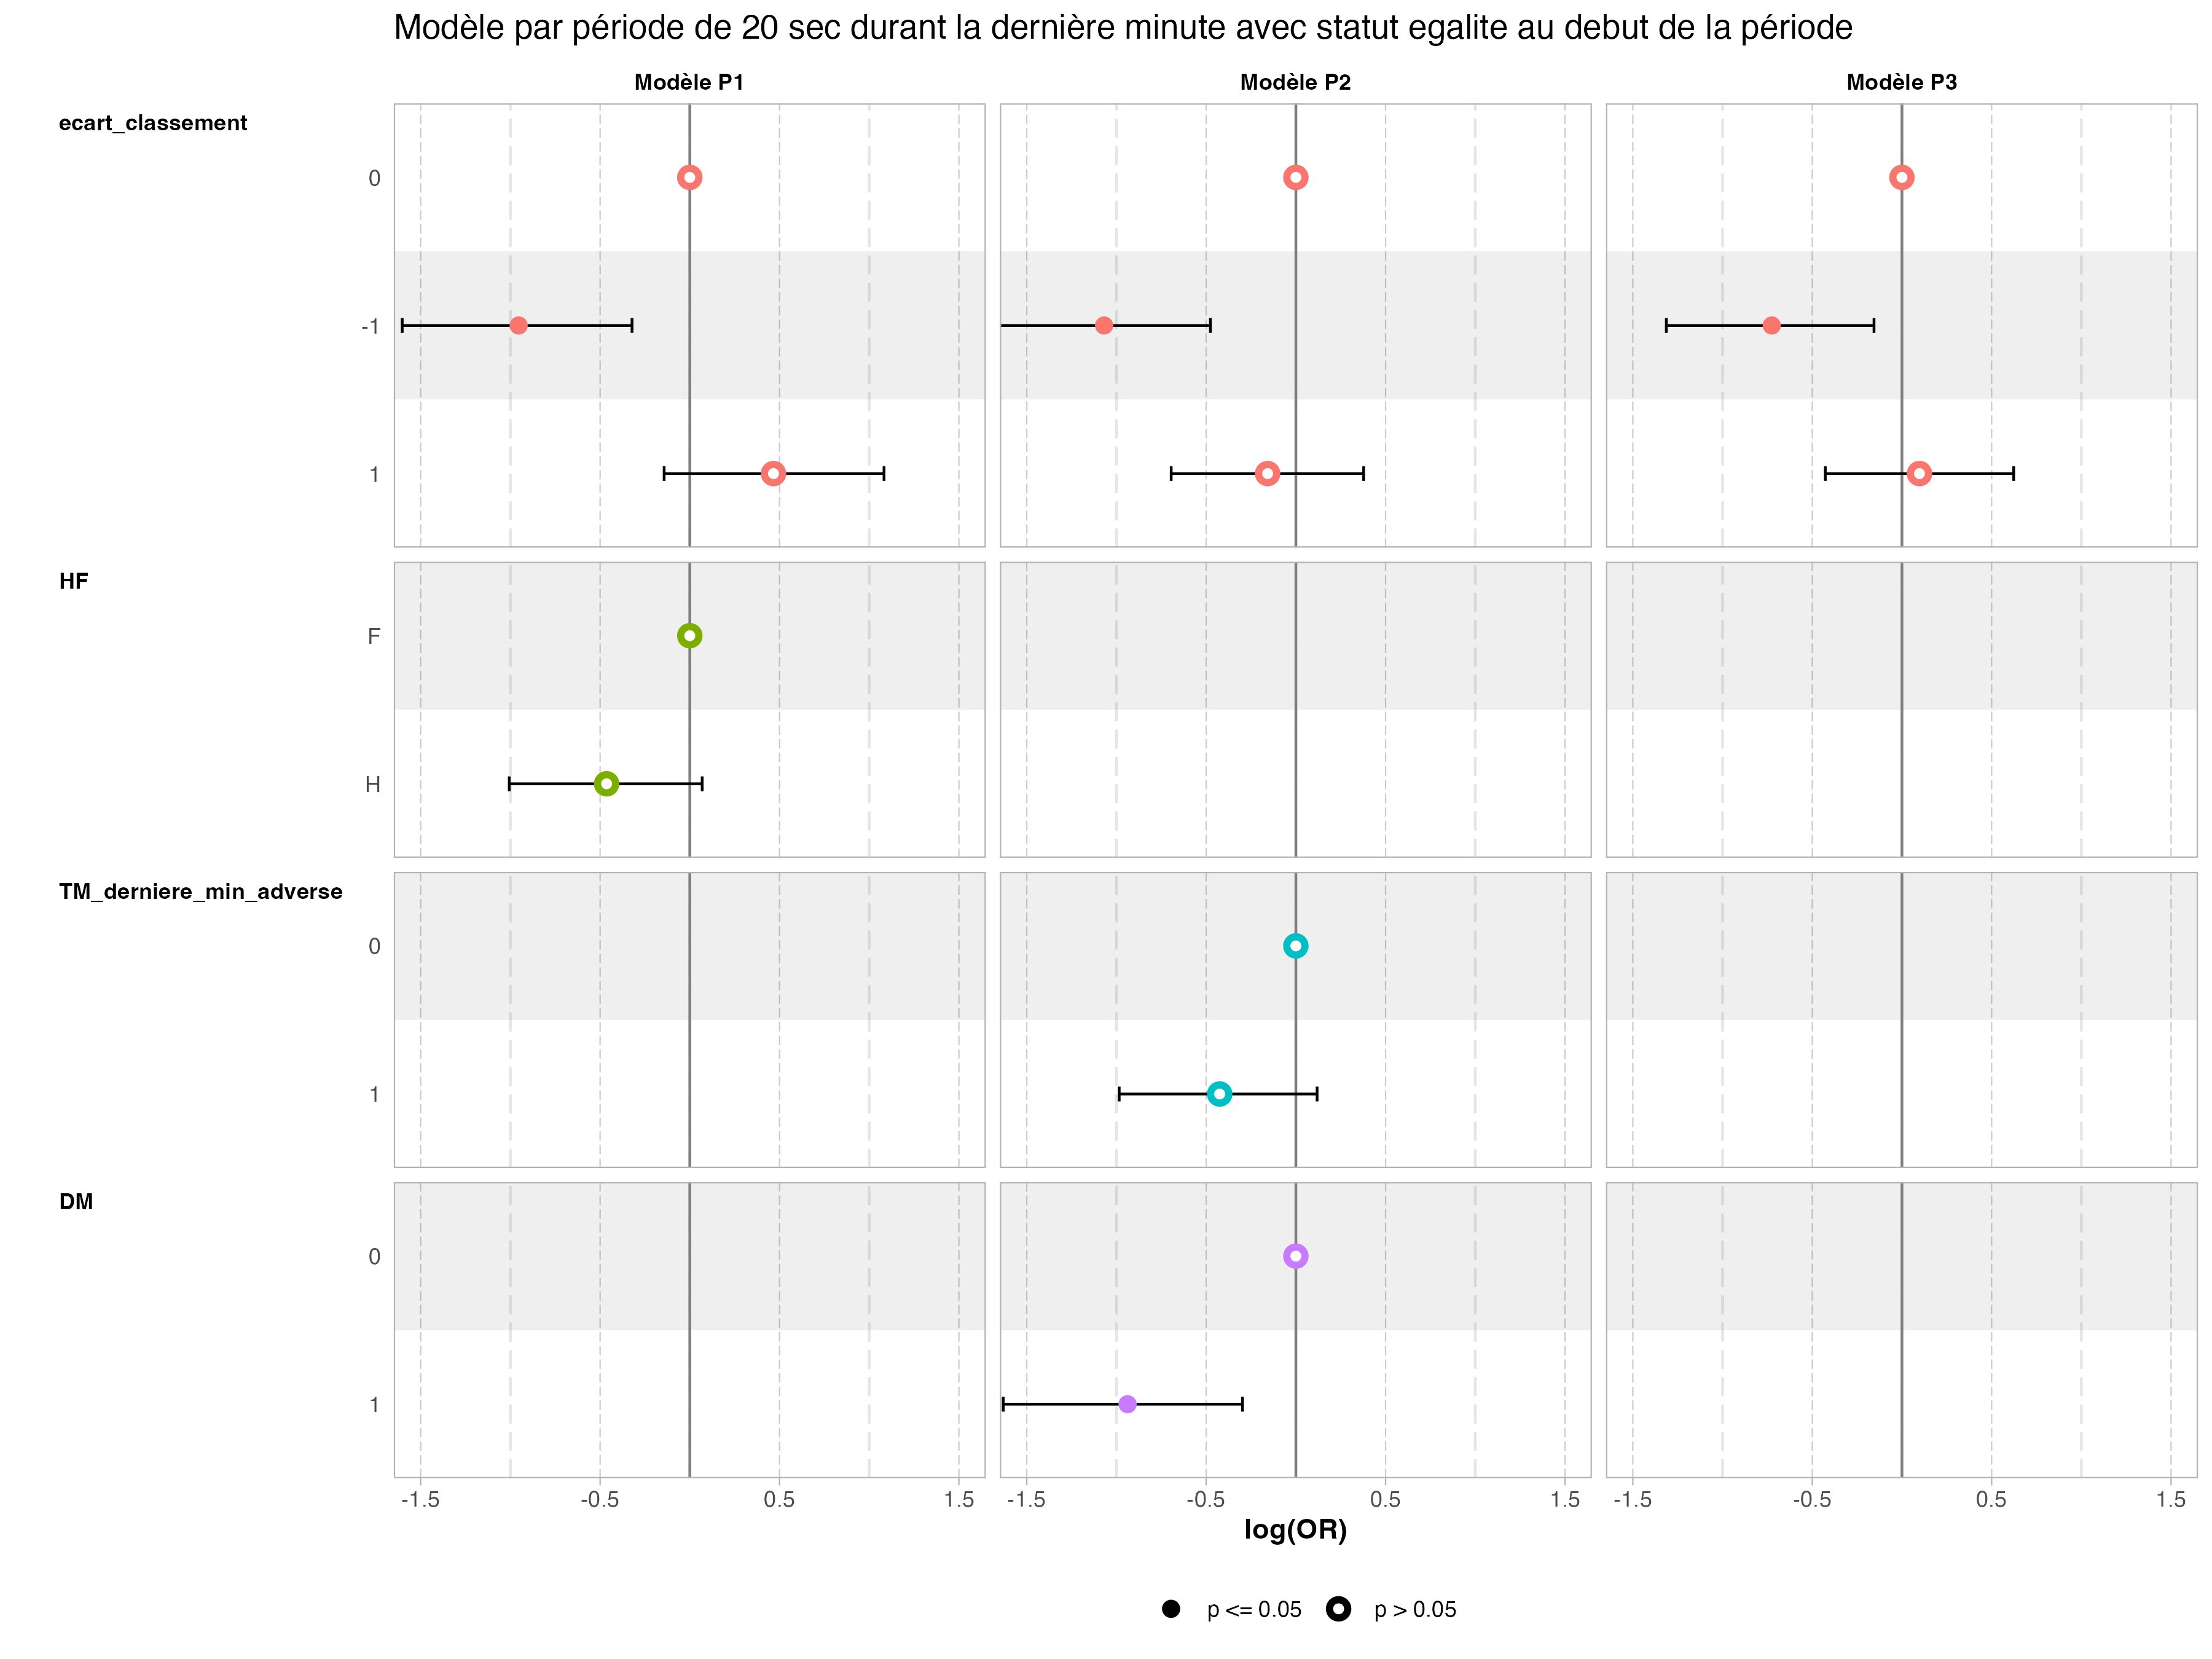 Modèle par période de 20 sec durant la dernière minute avec statut egalite au debut de la période
Modèle P1 Modèle P2 Modèle P3
ecart_classement
0
-1
1
HF
F
H
TM_derniere_min_adverse
0
1
DM
0
1
-1.5 -0.5 0.5 1.5 -1.5 -0.5 0.5 1.5 -1.5 -0.5 0.5 1.5
log(OR)
p <= 0.05 p > 0.05